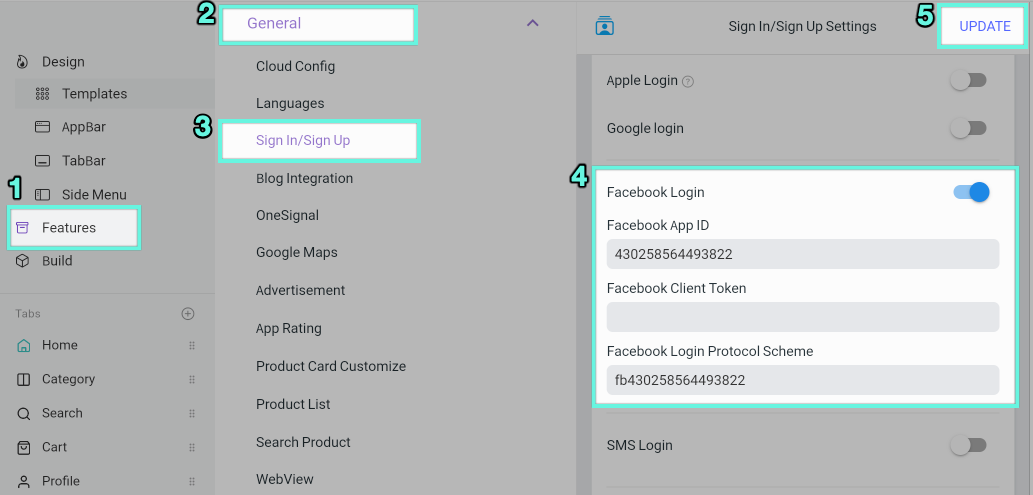 1
Design
Templates
AppBar
TabBar
Side Menu
Features
Build
Tabs
Home
Category
Search
Cart
Profile
2
General
Cloud Config
Languages
3
Sign In/Sign Up
Blog Integration
OneSignal
Google Maps
Advertisement
App Rating
Product Card Customize
Product List
Search Product
WebView
Sign In/Sign Up Settings
5
UPDATE
Apple Login ?
Google login
4
Facebook Login
Facebook App ID
430258564493822
Facebook Client Token
Facebook Login Protocol Scheme
fb430258564493822
SMS Login